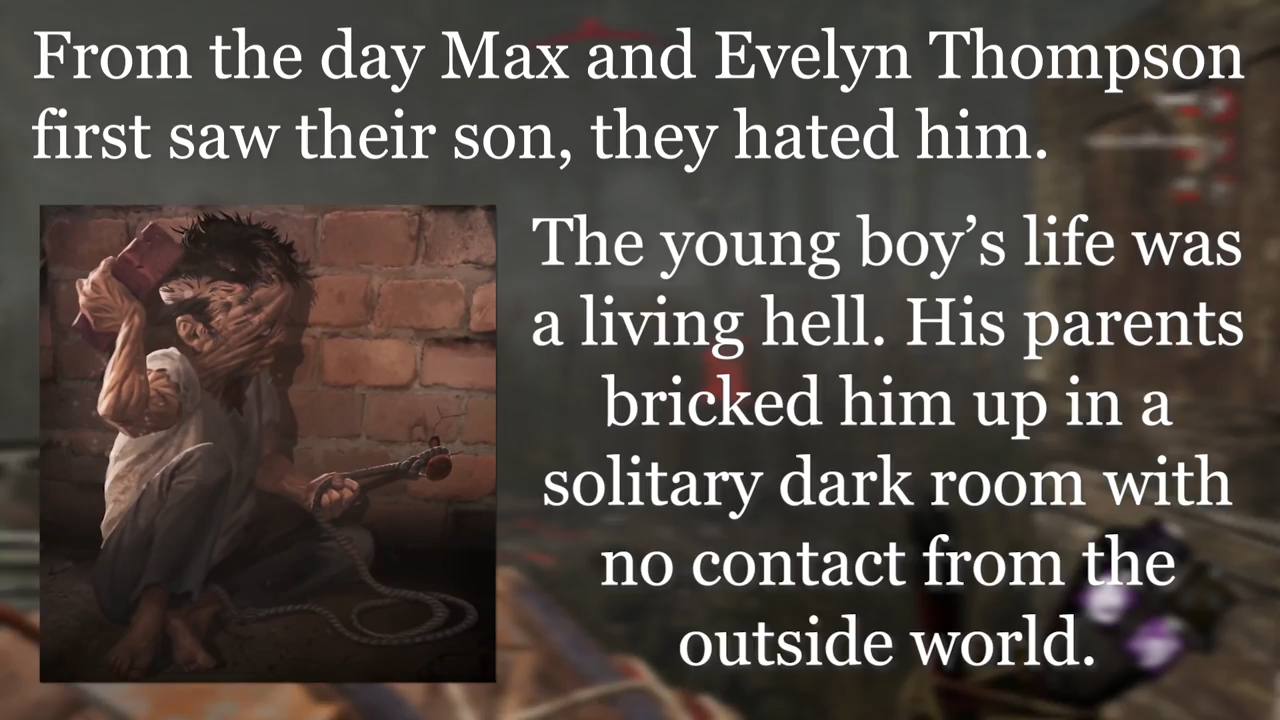 From the day Max and Evelyn Thompson
first saw their son, they hated him.
The young boy’s life was
a living hell. His parents
bricked him up in a
solitary dark room with
no contact from the
outside world.